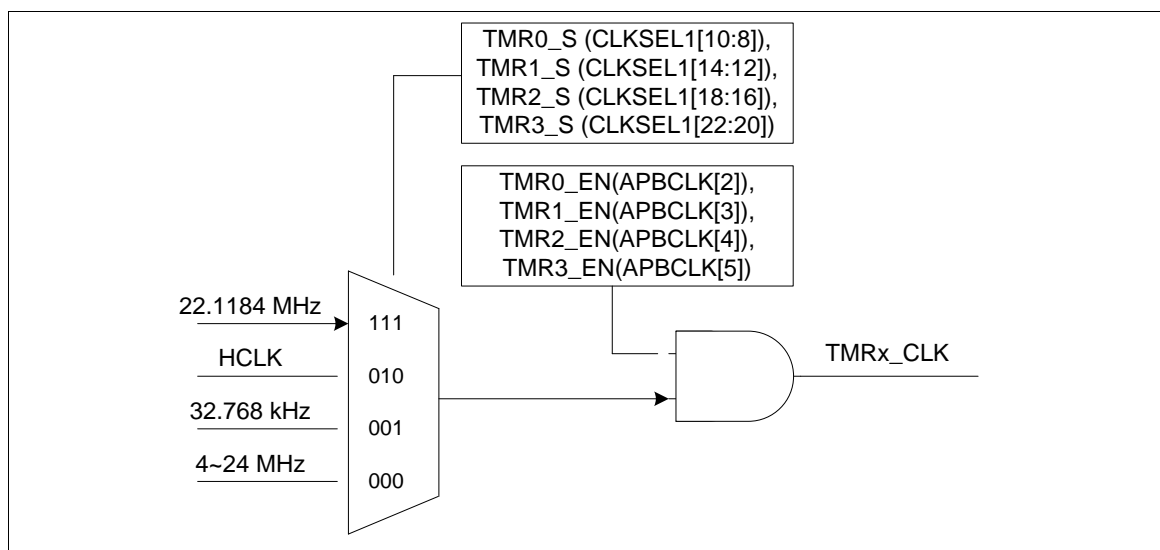 TMR0_S (CLKSEL1[10:8]),
TMR1_S (CLKSEL1[14:12]),
TMR2_S (CLKSEL1[18:16]),
TMR3_S (CLKSEL1[22:20])
TMR0_EN(APBCLK[2]),
TMR1_EN(APBCLK[3]),
TMR2_EN(APBCLK[4]),
TMR3_EN(APBCLK[5])
22.1184 MHz
111
HCLK
010
32.768 kHz
001
4~24 MHz
000
TMRx_CLK